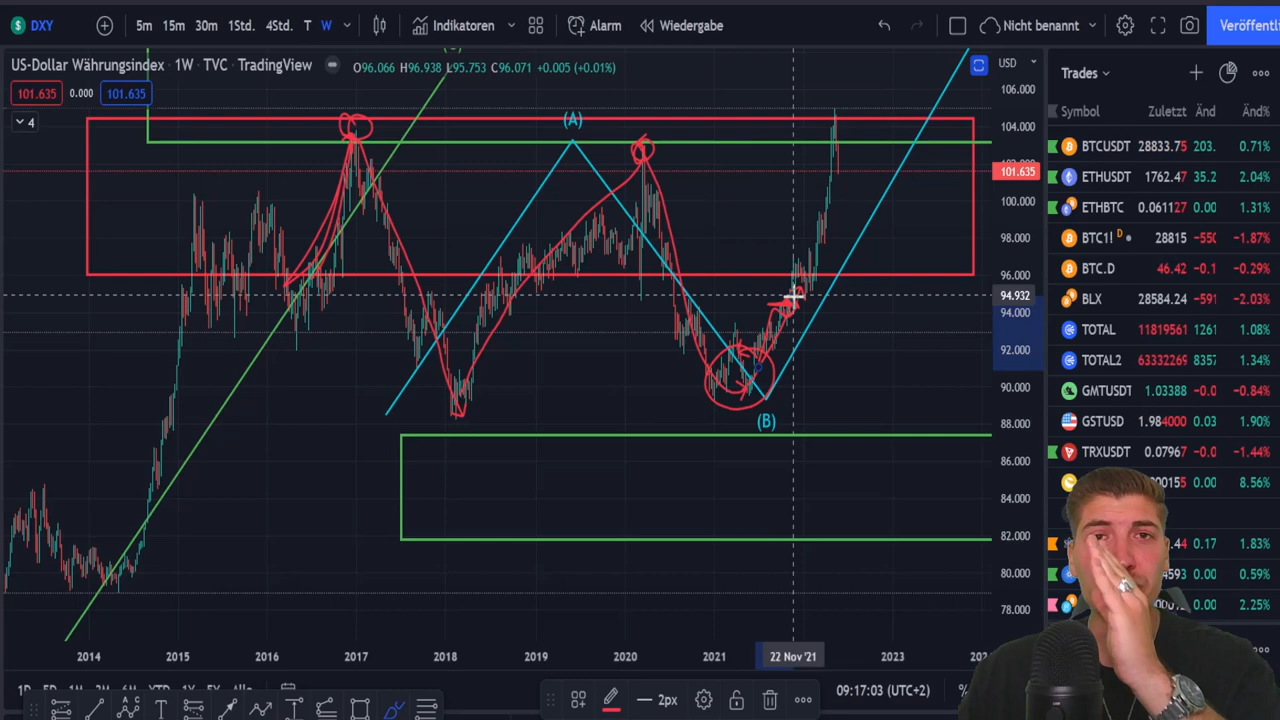 DXY 5m 15m 30m 1Std. 4Std. T W Indikatoren Alarm Wiedergabe Nicht benannt Veröffentli
US-Dollar Währungsindex · 1W · TVC · TradingView O96.066 H96.938 L95.753 C96.071 +0.005 (+0.01%)
101.635 0.000 101.635
4
(A)
(B)
USD
106.000
104.000
101.635
100.000
98.000
96.000
94.932
94.000
92.000
90.000
88.000
86.000
84.000
82.000
80.000
78.000
2014 2015 2016 2017 2018 2019 2020 2021 22 Nov '21 2023
09:17:03 (UTC+2) %
2px
Trades
Symbol Zuletzt Änd Änd%
BTCUSDT 28833.75 203. 0.71%
ETHUSDT 1762.47 35.2 2.04%
ETHBTC 0.061127 0.00 1.31%
BTC1! D 28815 −550 −1.87%
BTC.D 46.42 −0.1 −0.29%
BLX 28584.24 −591 −2.03%
TOTAL 11819561 1261 1.08%
TOTAL2 63332269 8357 1.34%
GMTUSDT 1.03388 −0.0 −0.84%
GSTUSD 1.984000 0.03 1.90%
TRXUSDT 0.07967 −0.0 −1.44%
0.00 8.56%
0.17 1.83%
0.00 0.59%
0.00 2.25%